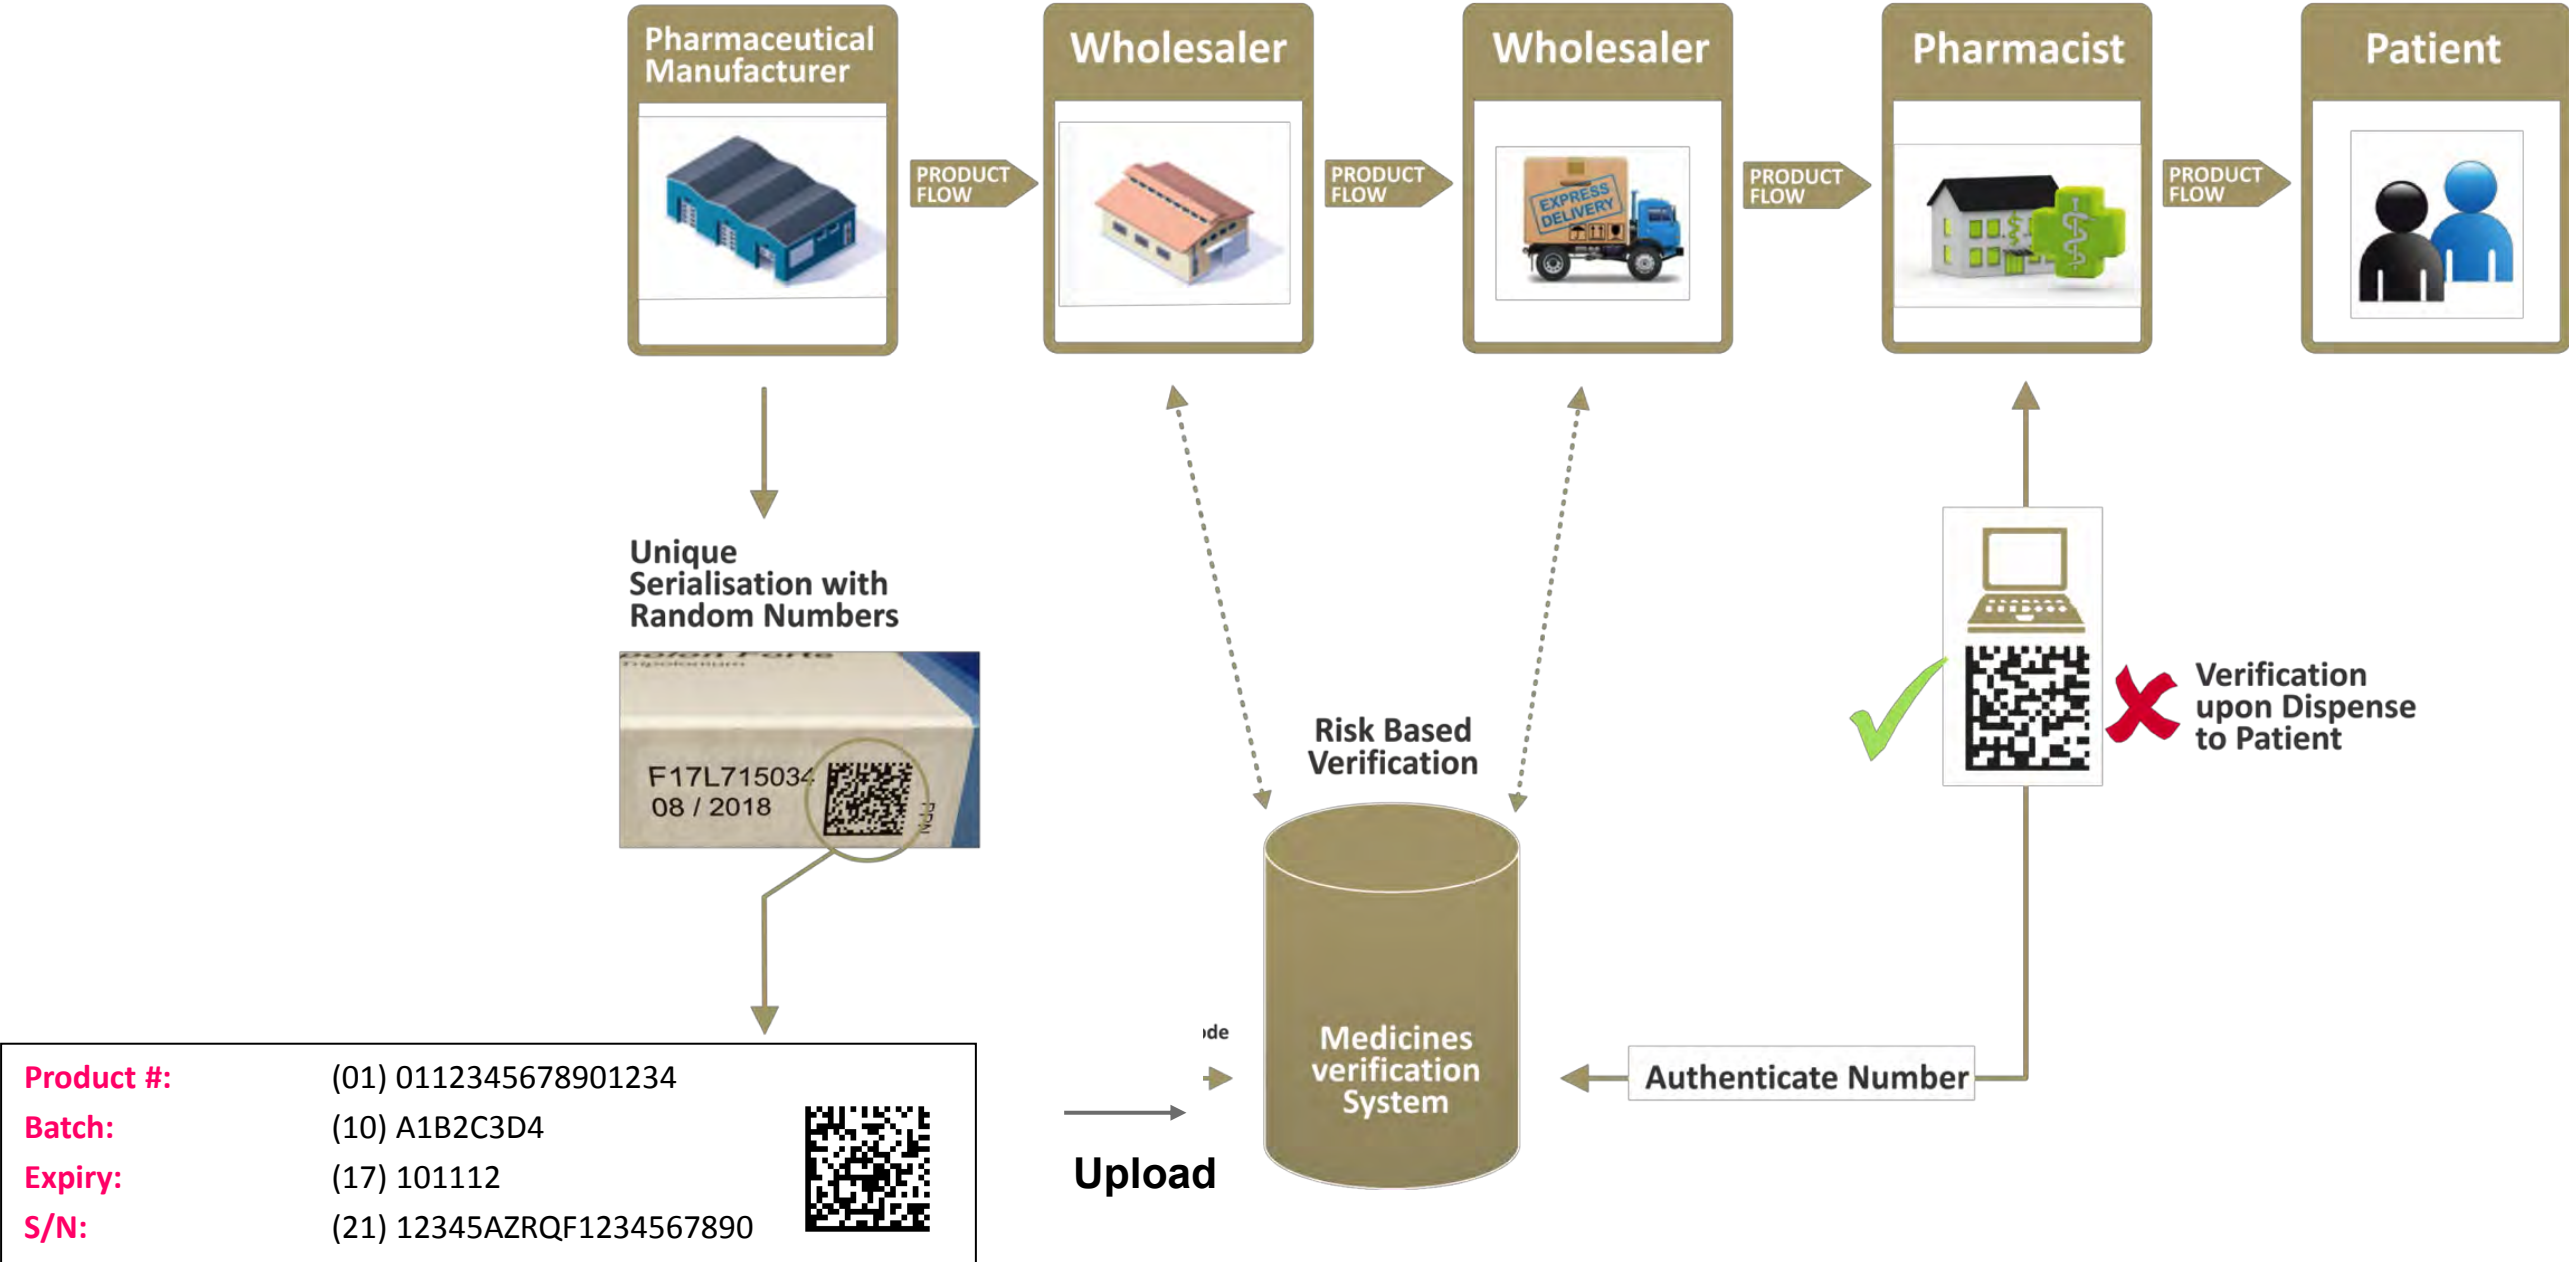 Pharmaceutical
Manufacturer
Wholesaler
Wholesaler
Pharmacist
Patient
PRODUCT
FLOW
PRODUCT
FLOW
EXPRESS
DELIVERY
PRODUCT
FLOW
PRODUCT
FLOW
Unique
Serialisation with
Random Numbers
F17L715034
08 / 2018
PPN
Risk Based
Verification
Verification
upon Dispense
to Patient
Medicines
verification
System
Authenticate Number
Upload
Product #: (01) 0112345678901234
Batch: (10) A1B2C3D4
Expiry: (17) 101112
S/N: (21) 12345AZRQF1234567890